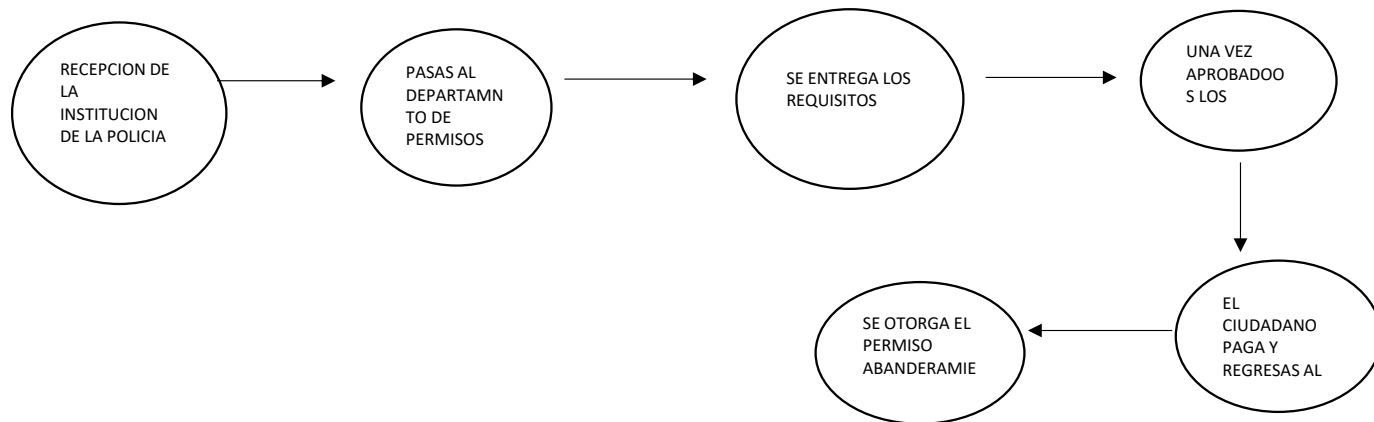 RECEPCION DE
LA
INSTITUCION
DE LA POLICIA
PASAS AL
DEPARTAMN
TO DE
PERMISOS
SE ENTREGA LOS
REQUISITOS
UNA VEZ
APROBADOO
S LOS
EL
CIUDADANO
PAGA Y
REGRESAS AL
SE OTORGA EL
PERMISO
ABANDERAMIE